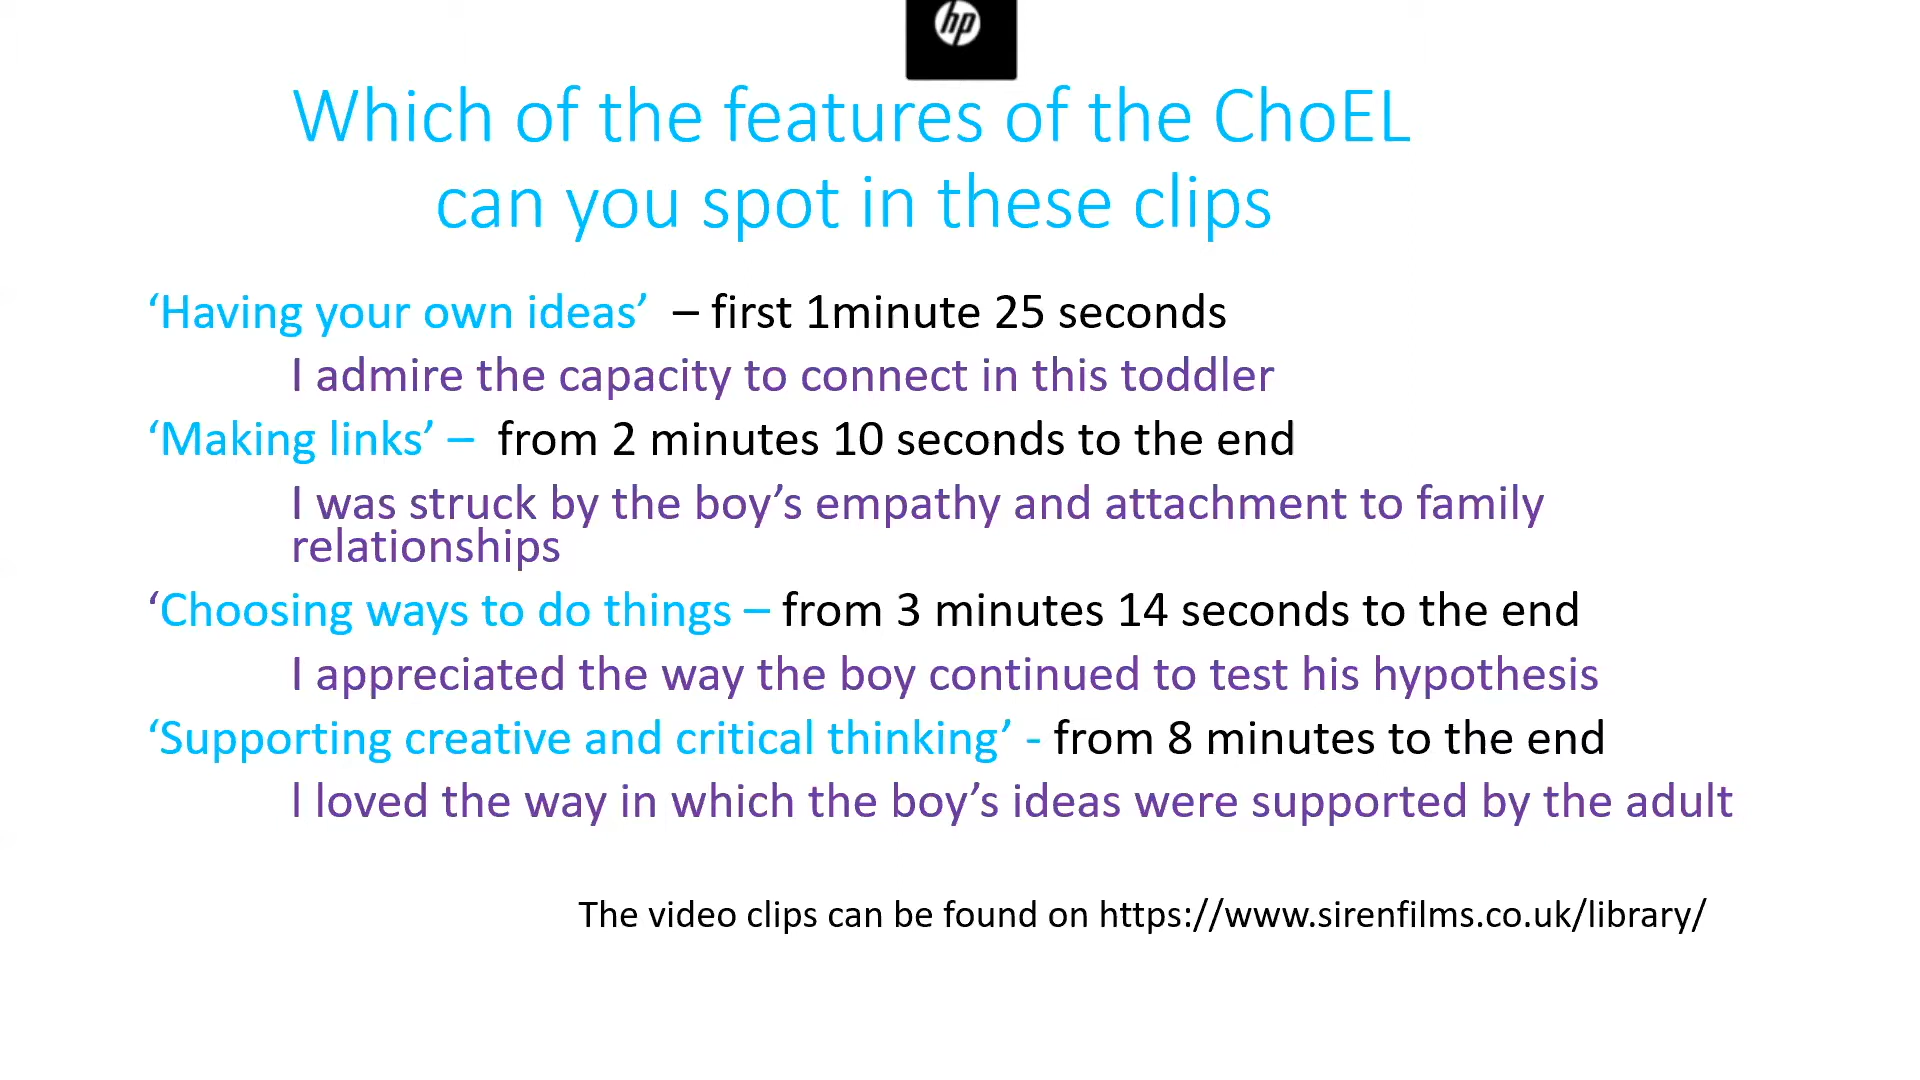 hp
Which of the features of the ChoEL
can you spot in these clips
‘Having your own ideas’ – first 1minute 25 seconds
I admire the capacity to connect in this toddler
‘Making links’ – from 2 minutes 10 seconds to the end
I was struck by the boy’s empathy and attachment to family
relationships
‘Choosing ways to do things – from 3 minutes 14 seconds to the end
I appreciated the way the boy continued to test his hypothesis
‘Supporting creative and critical thinking’ - from 8 minutes to the end
I loved the way in which the boy’s ideas were supported by the adult
The video clips can be found on https://www.sirenfilms.co.uk/library/